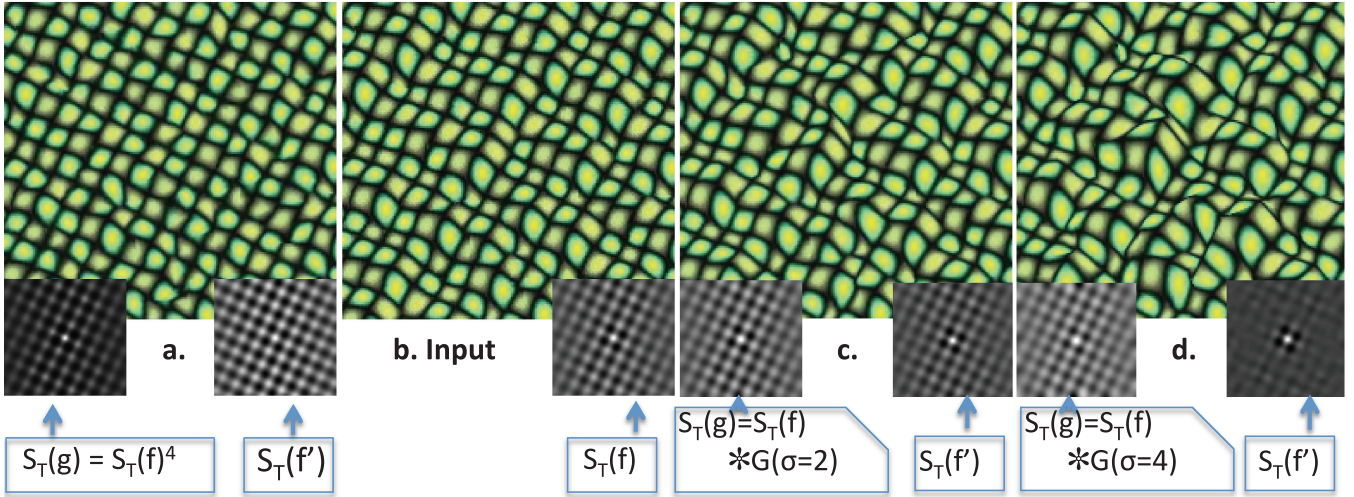 a.
b. Input
c.
d.
S_T(g) = S_T(f)^4
S_T(f')
S_T(f)
S_T(g)=S_T(f)
✻G(σ=2)
S_T(f')
S_T(g)=S_T(f)
✻G(σ=4)
S_T(f')